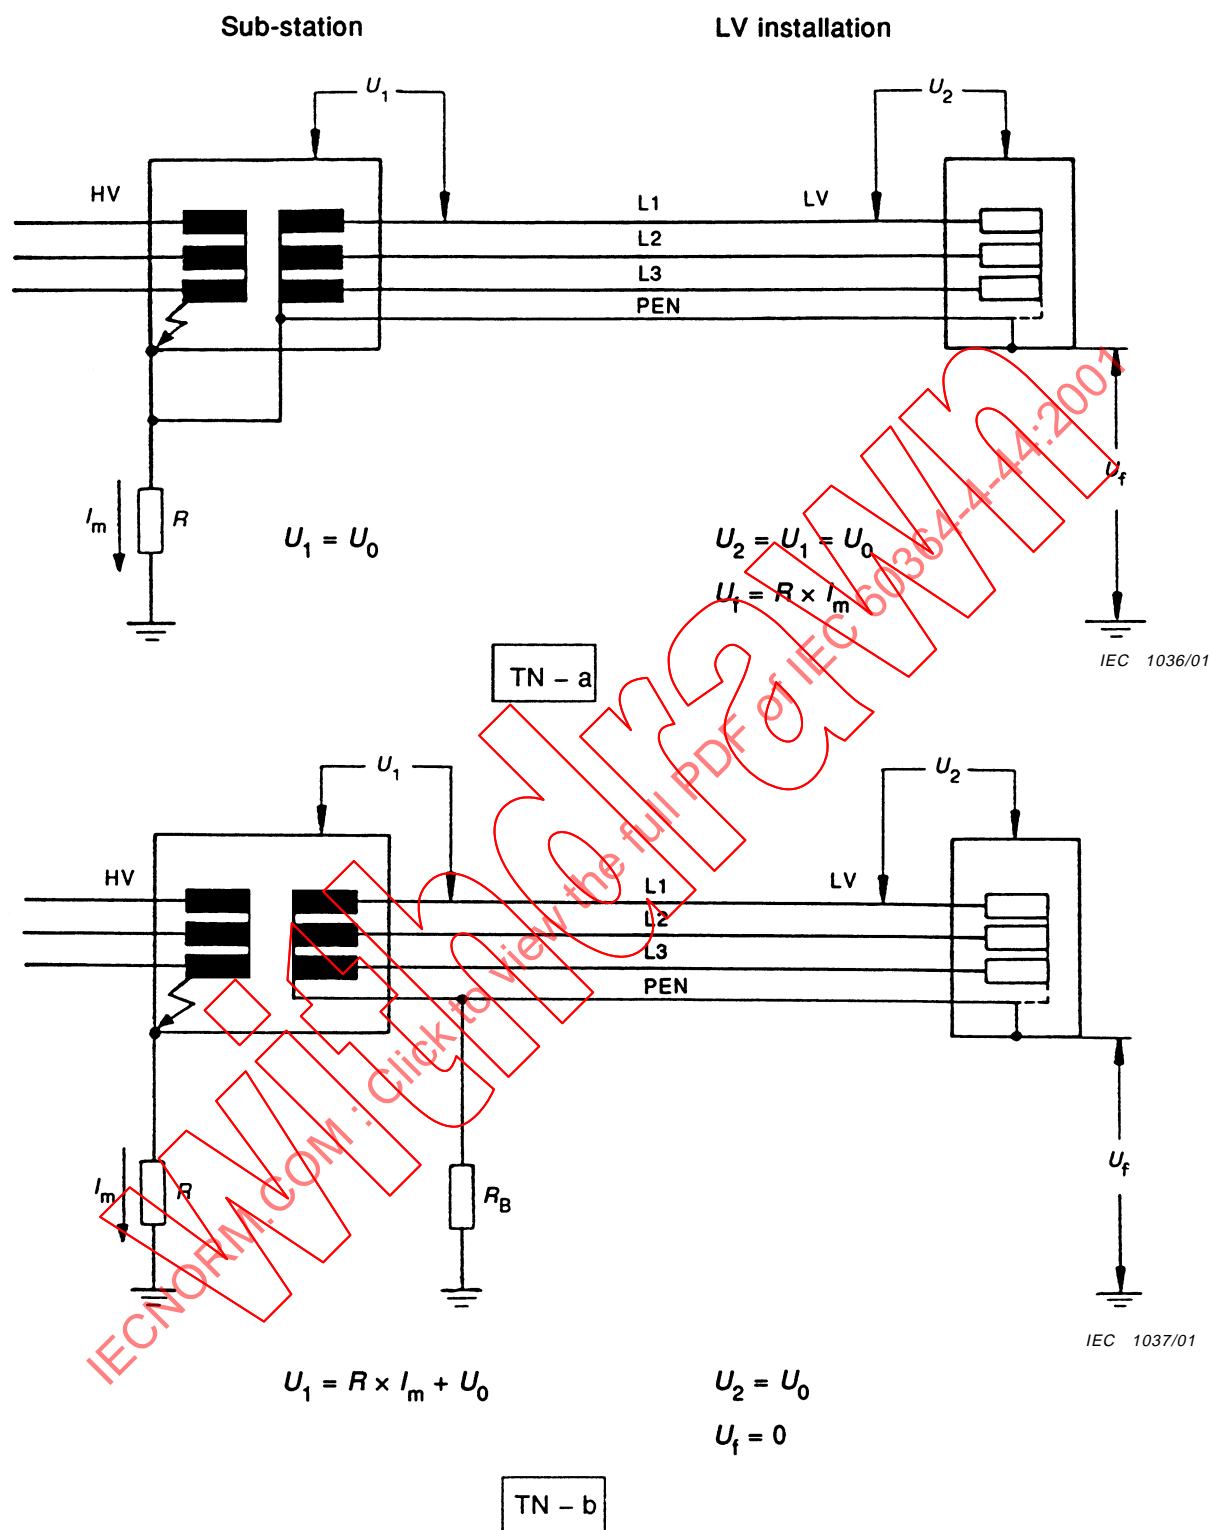 Sub-station
LV installation
U1
U2
HV
L1
LV
L2
L3
PEN
Uf
Im
R
U1 = U0
U2 = U1 = U0
Uf = R × Im
IEC 1036/01
TN – a
U1
U2
HV
L1
LV
L2
L3
PEN
Uf
Im
R
RB
IEC 1037/01
U1 = R × Im + U0
U2 = U0
Uf = 0
TN – b
Withdrawn
IECNORM.COM : Click to view the full PDF of IEC 60364-4-44:2001